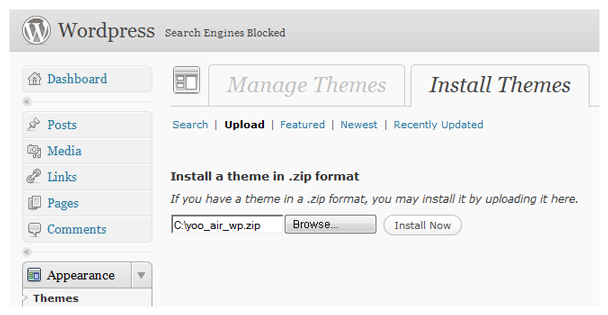 Wordpress Search Engines Blocked
Dashboard
Posts
Media
Links
Pages
Comments
Appearance
Themes
Manage Themes Install Themes
Search | Upload | Featured | Newest | Recently Updated
Install a theme in .zip format
If you have a theme in a .zip format, you may install it by uploading it here.
C:\yoo_air_wp.zip Browse... Install Now